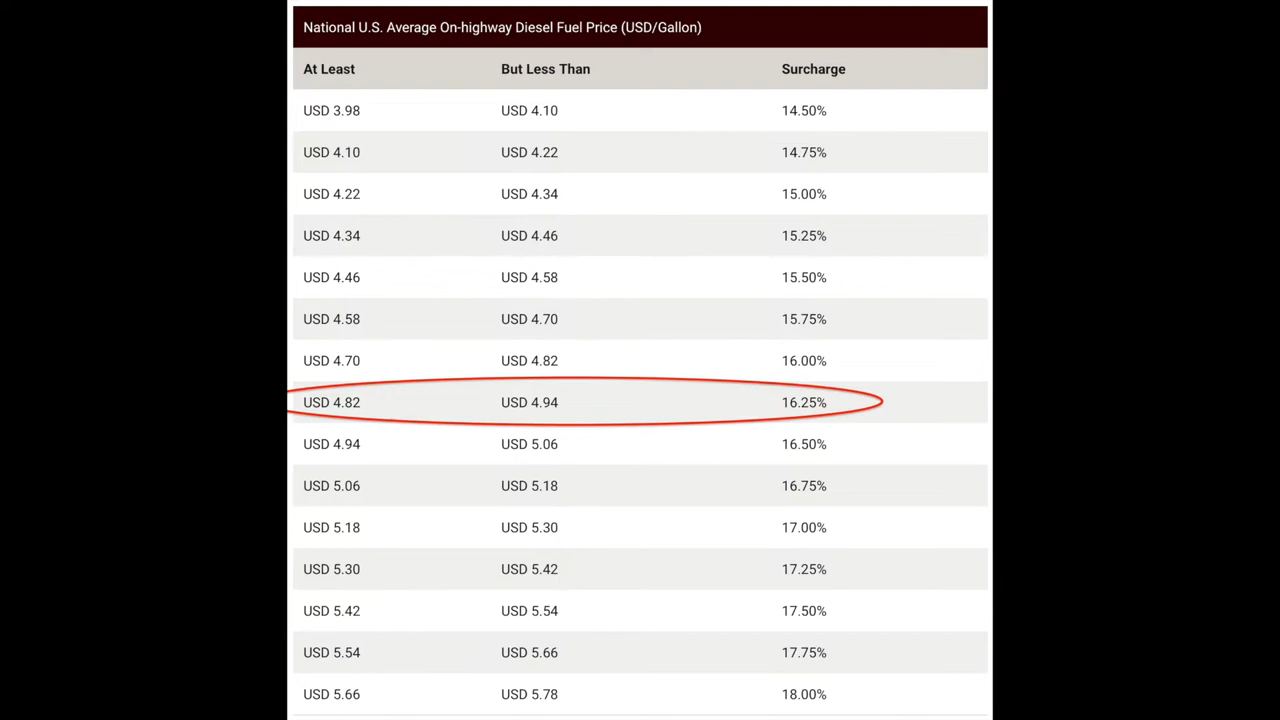 National U.S. Average On-highway Diesel Fuel Price (USD/Gallon)
At Least But Less Than Surcharge
USD 3.98 USD 4.10 14.50%
USD 4.10 USD 4.22 14.75%
USD 4.22 USD 4.34 15.00%
USD 4.34 USD 4.46 15.25%
USD 4.46 USD 4.58 15.50%
USD 4.58 USD 4.70 15.75%
USD 4.70 USD 4.82 16.00%
USD 4.82 USD 4.94 16.25%
USD 4.94 USD 5.06 16.50%
USD 5.06 USD 5.18 16.75%
USD 5.18 USD 5.30 17.00%
USD 5.30 USD 5.42 17.25%
USD 5.42 USD 5.54 17.50%
USD 5.54 USD 5.66 17.75%
USD 5.66 USD 5.78 18.00%